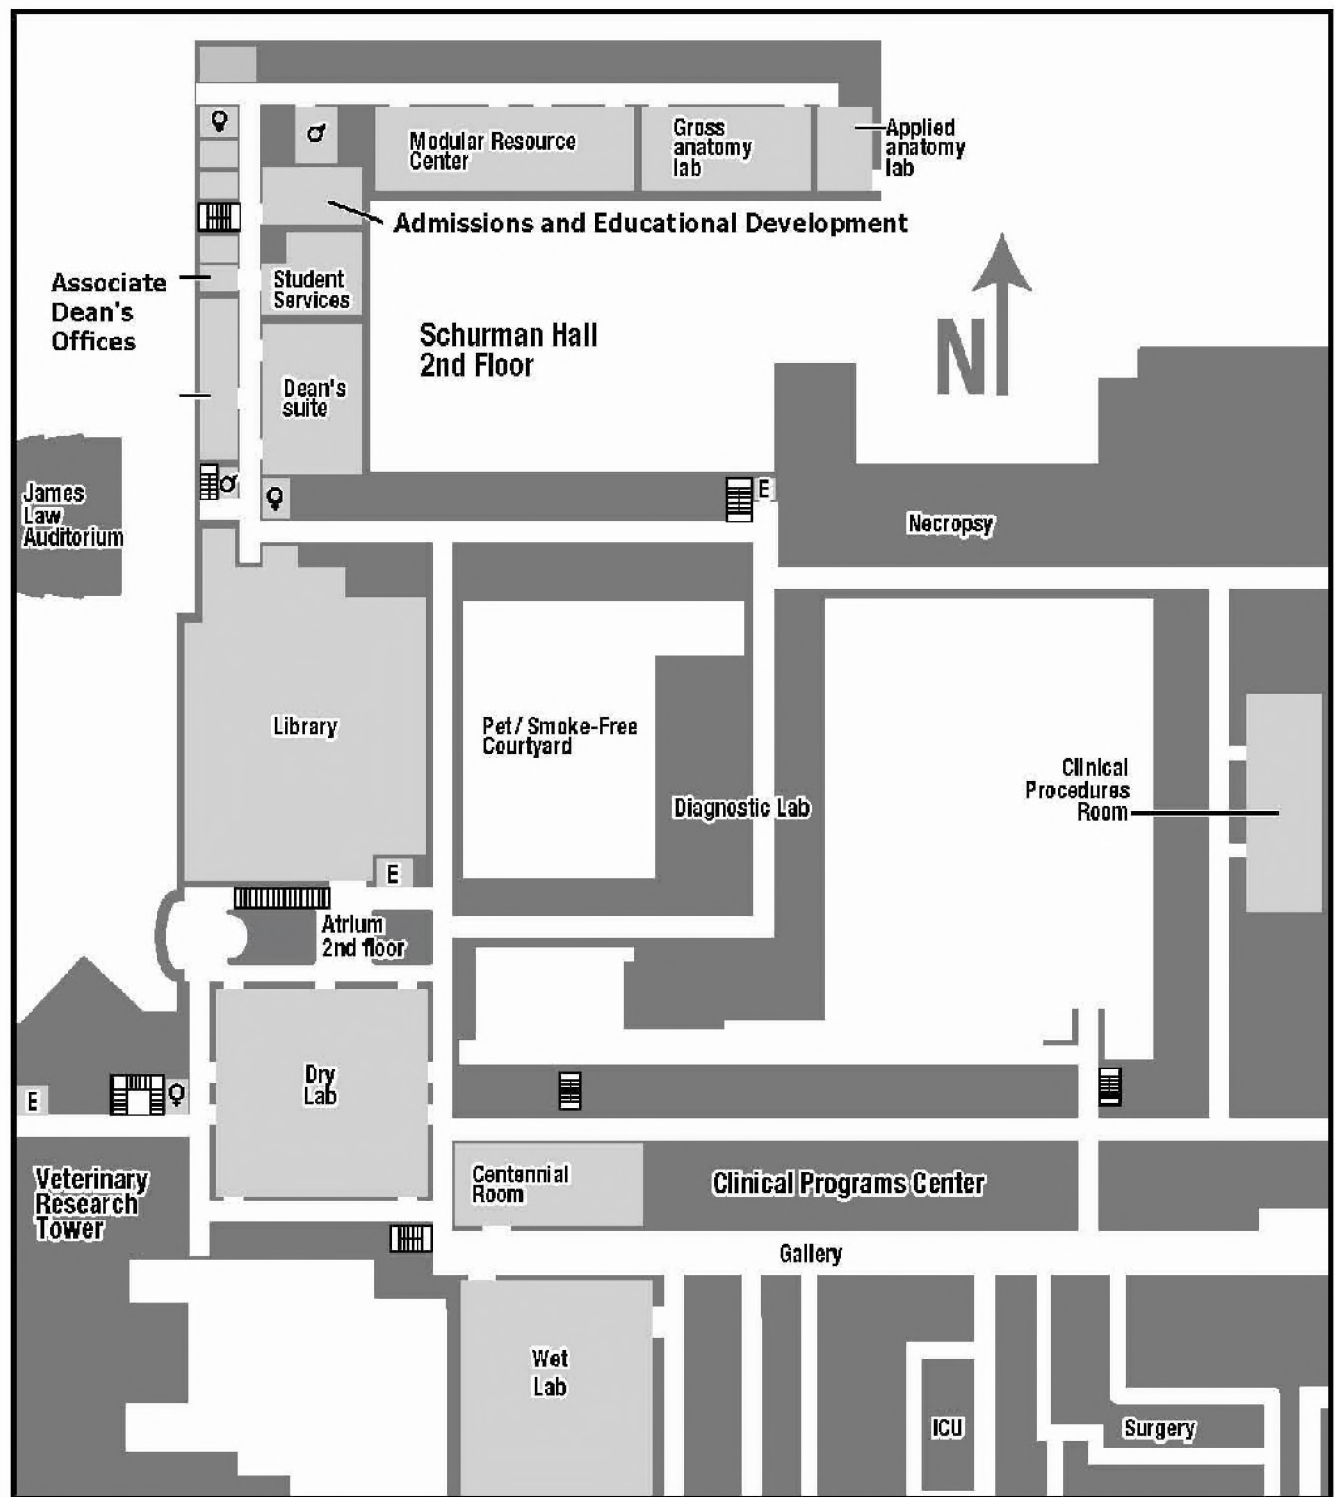 Modular Resource
Center
Gross
anatomy
lab
Applied
anatomy
lab
Admissions and Educational Development
Associate
Dean's
Offices
Student
Services
Schurman Hall
2nd Floor
N
Dean's
suite
James
Law
Auditorium
E
Necropsy
Library
Pet/ Smoke-Free
Courtyard
Clinical
Procedures
Room
Diagnostic Lab
E
Atrium
2nd floor
Dry
Lab
E
Veterinary
Research
Tower
Centennial
Room
Clinical Programs Center
Gallery
Wet
Lab
ICU
Surgery